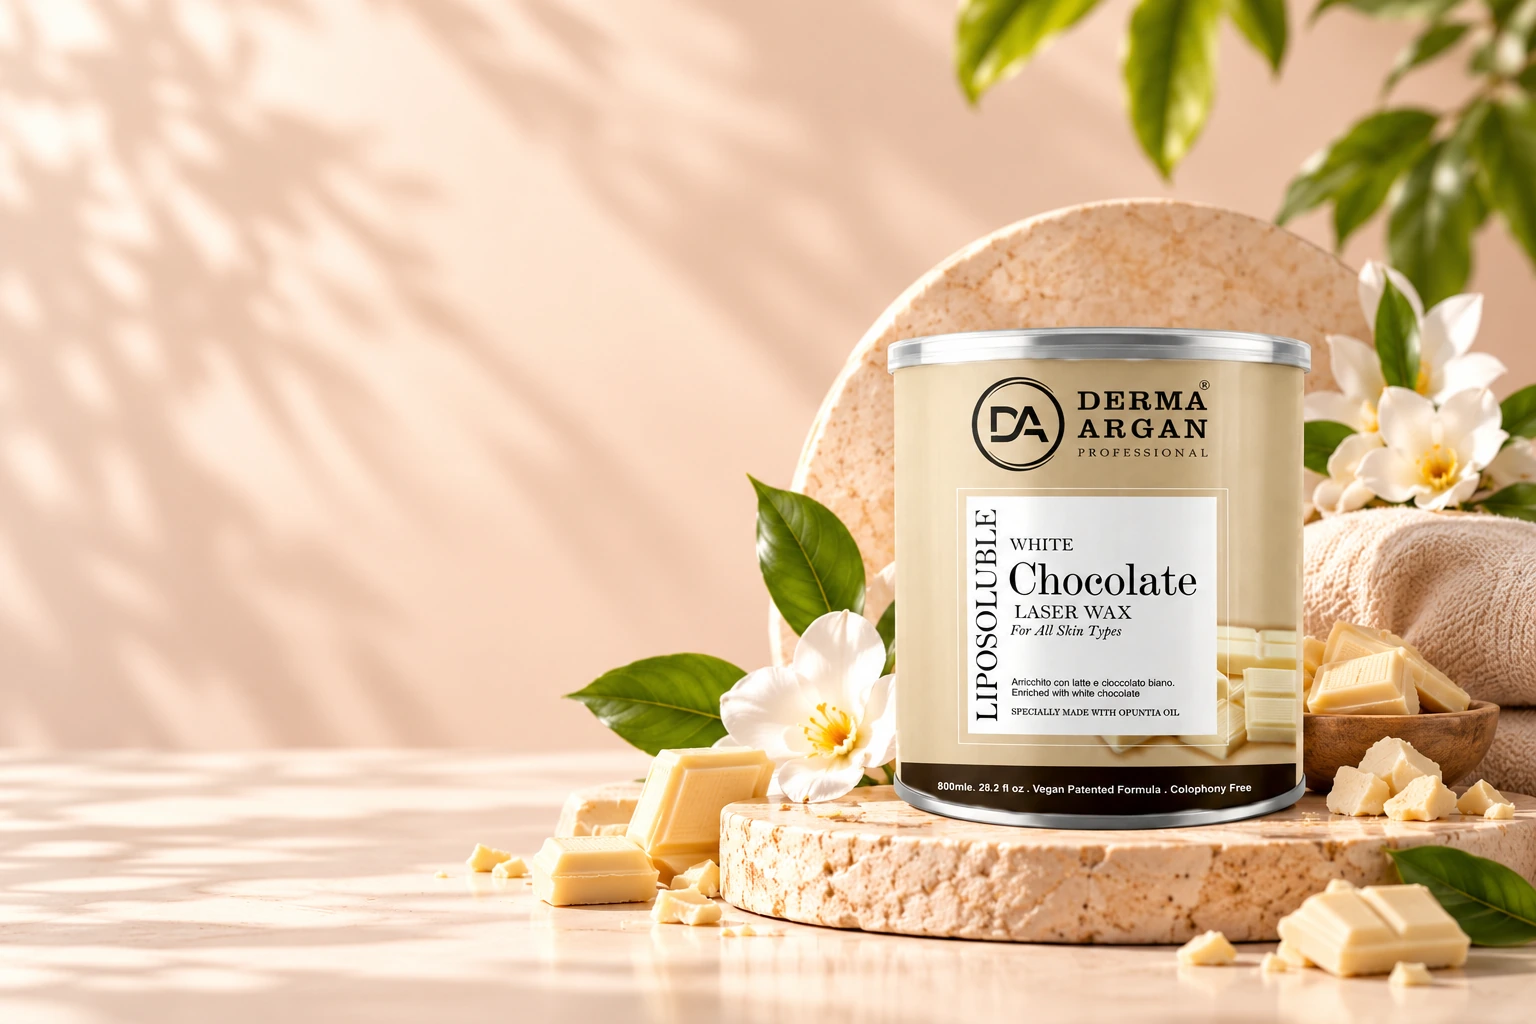 DA
DERMA ®
ARGAN
PROFESSIONAL
LIPOSOLUBLE
WHITE
Chocolate
LASER WAX
For All Skin Types
Arricchito con latte e cioccolato biano.
Enriched with white chocolate
SPECIALLY MADE WITH OPUNTIA OIL
800mle. 28.2 fl oz . Vegan Patented Formula . Colophony Free